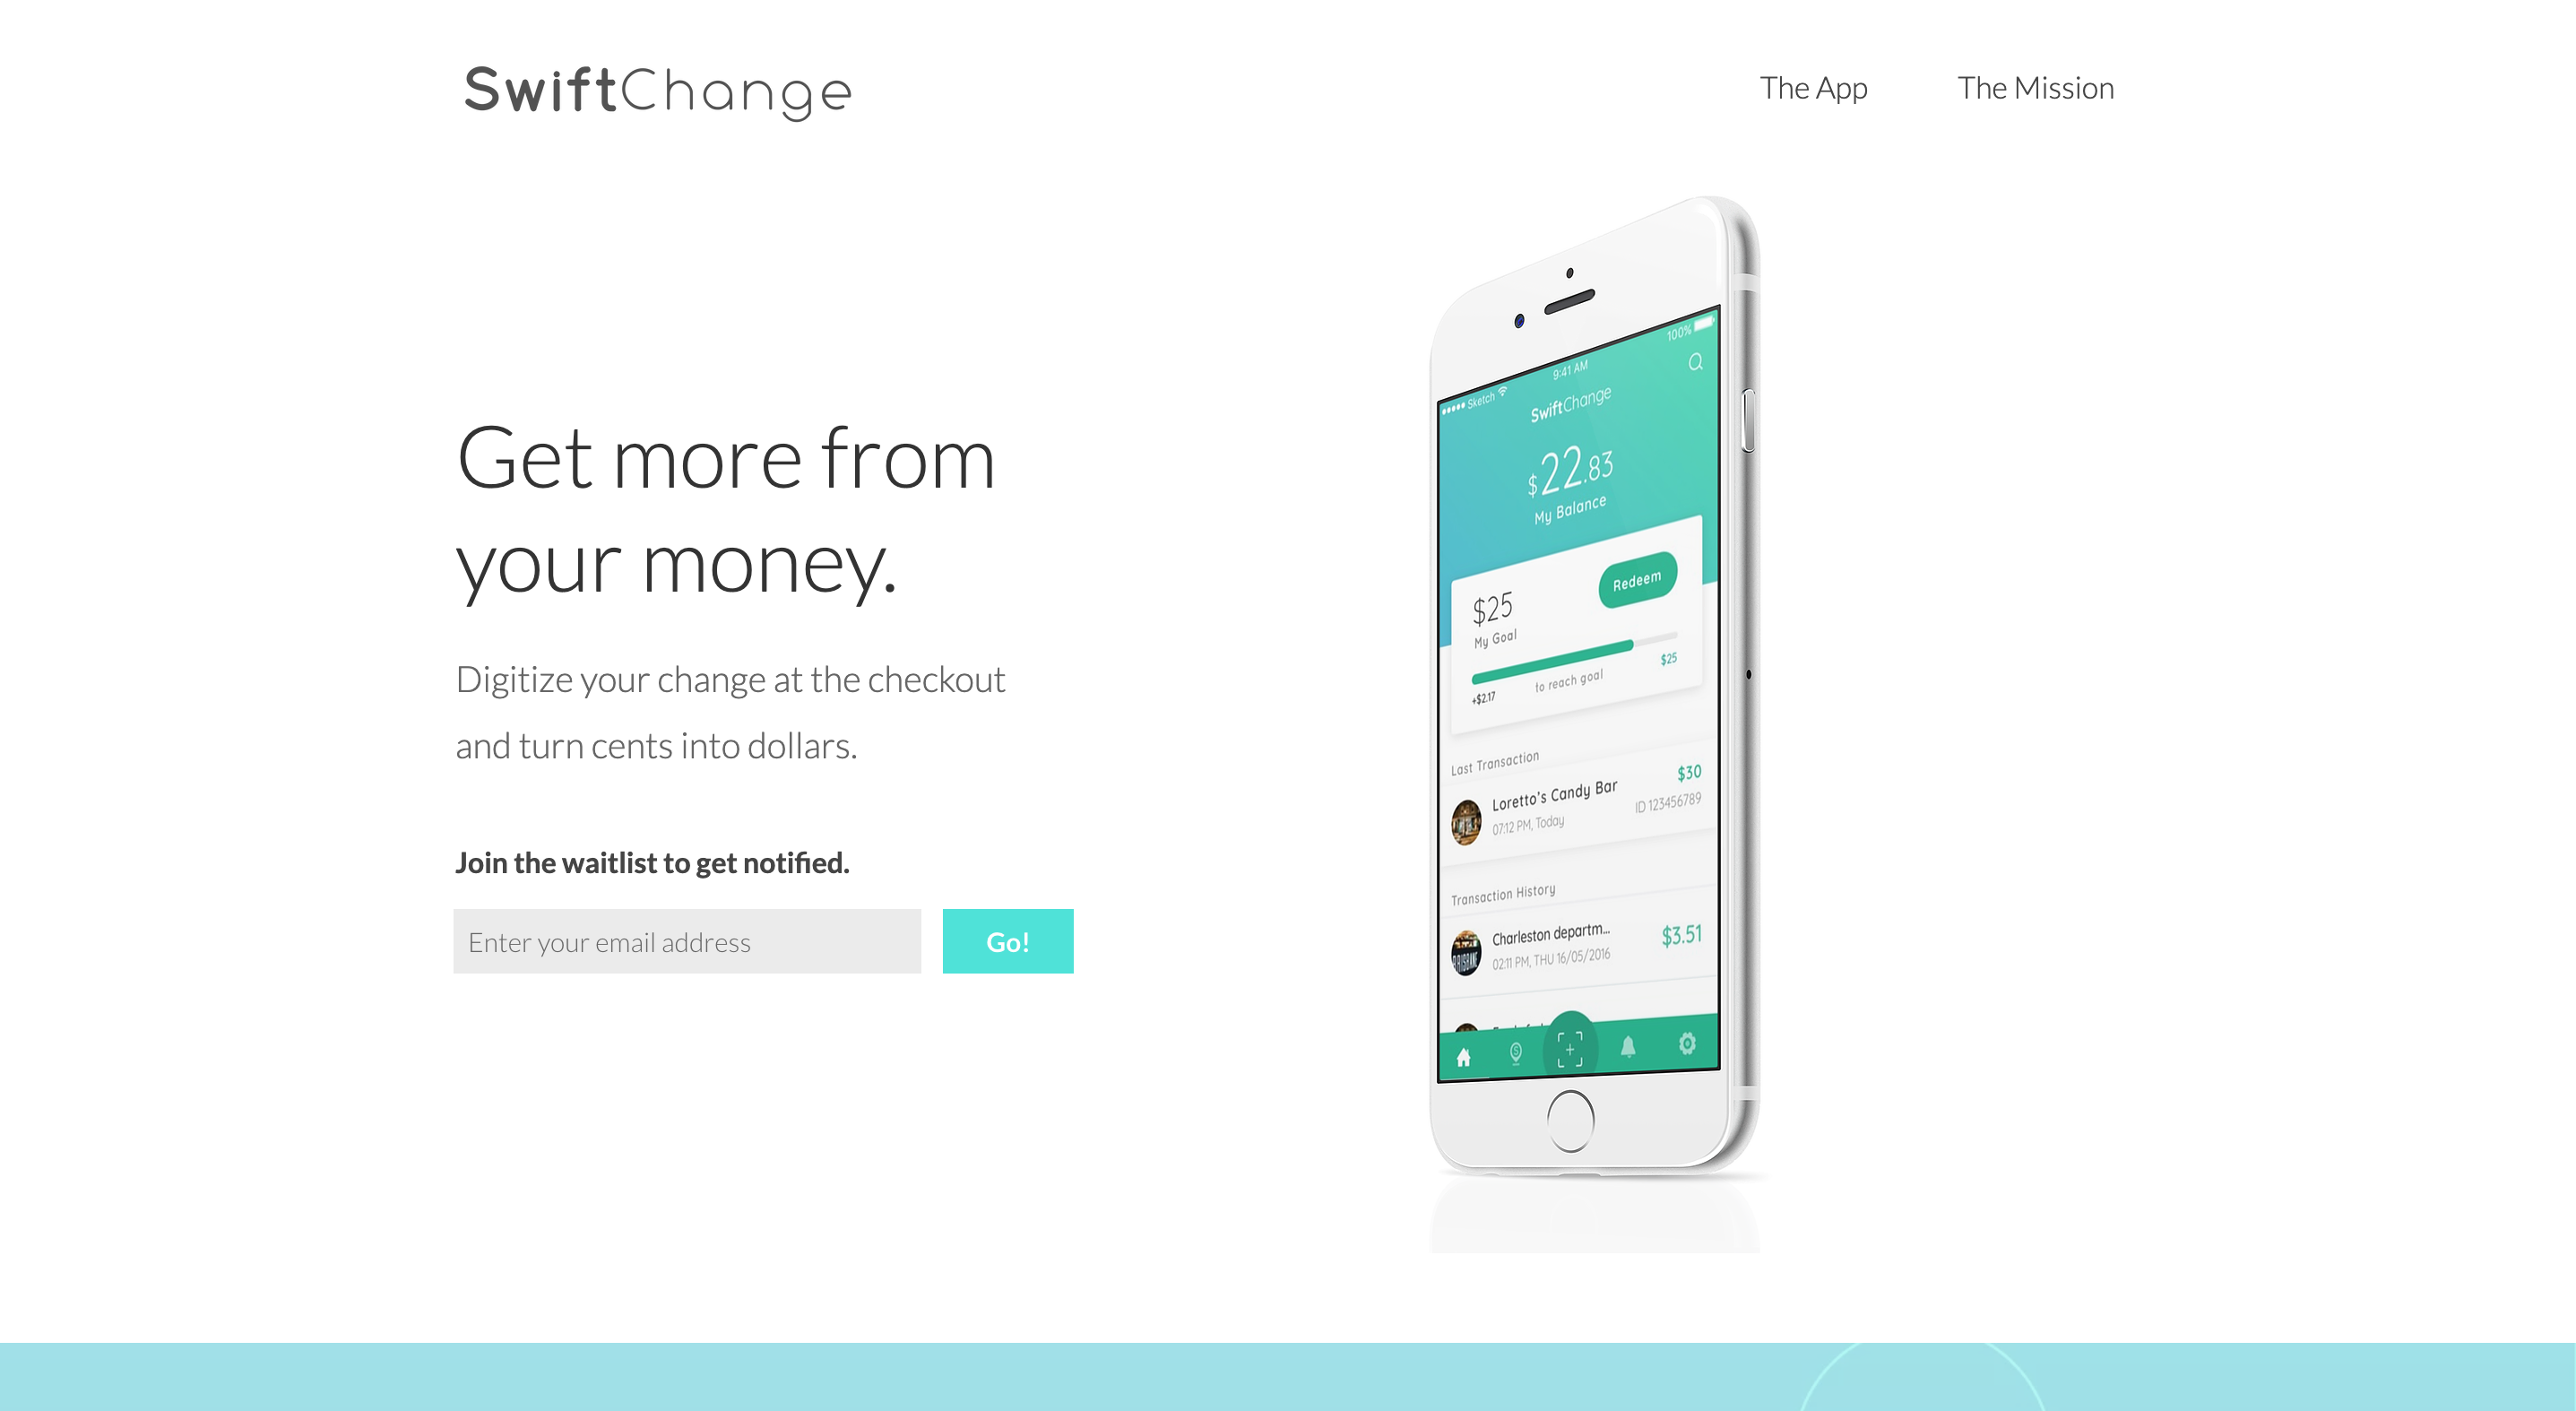 SwiftChange
The App
The Mission
Get more from
your money.
Digitize your change at the checkout
and turn cents into dollars.
Join the waitlist to get notified.
Enter your email address
Go!
Sketch
9:41 AM
100%
SwiftChange
$22.83
My Balance
$25
My Goal
Redeem
+$2.17
to reach goal
$25
Last Transaction
Loretto's Candy Bar
$30
07:12 PM, Today
ID 123456789
Transaction History
Charleston departm...
$3.51
02:11 PM, THU 16/05/2016